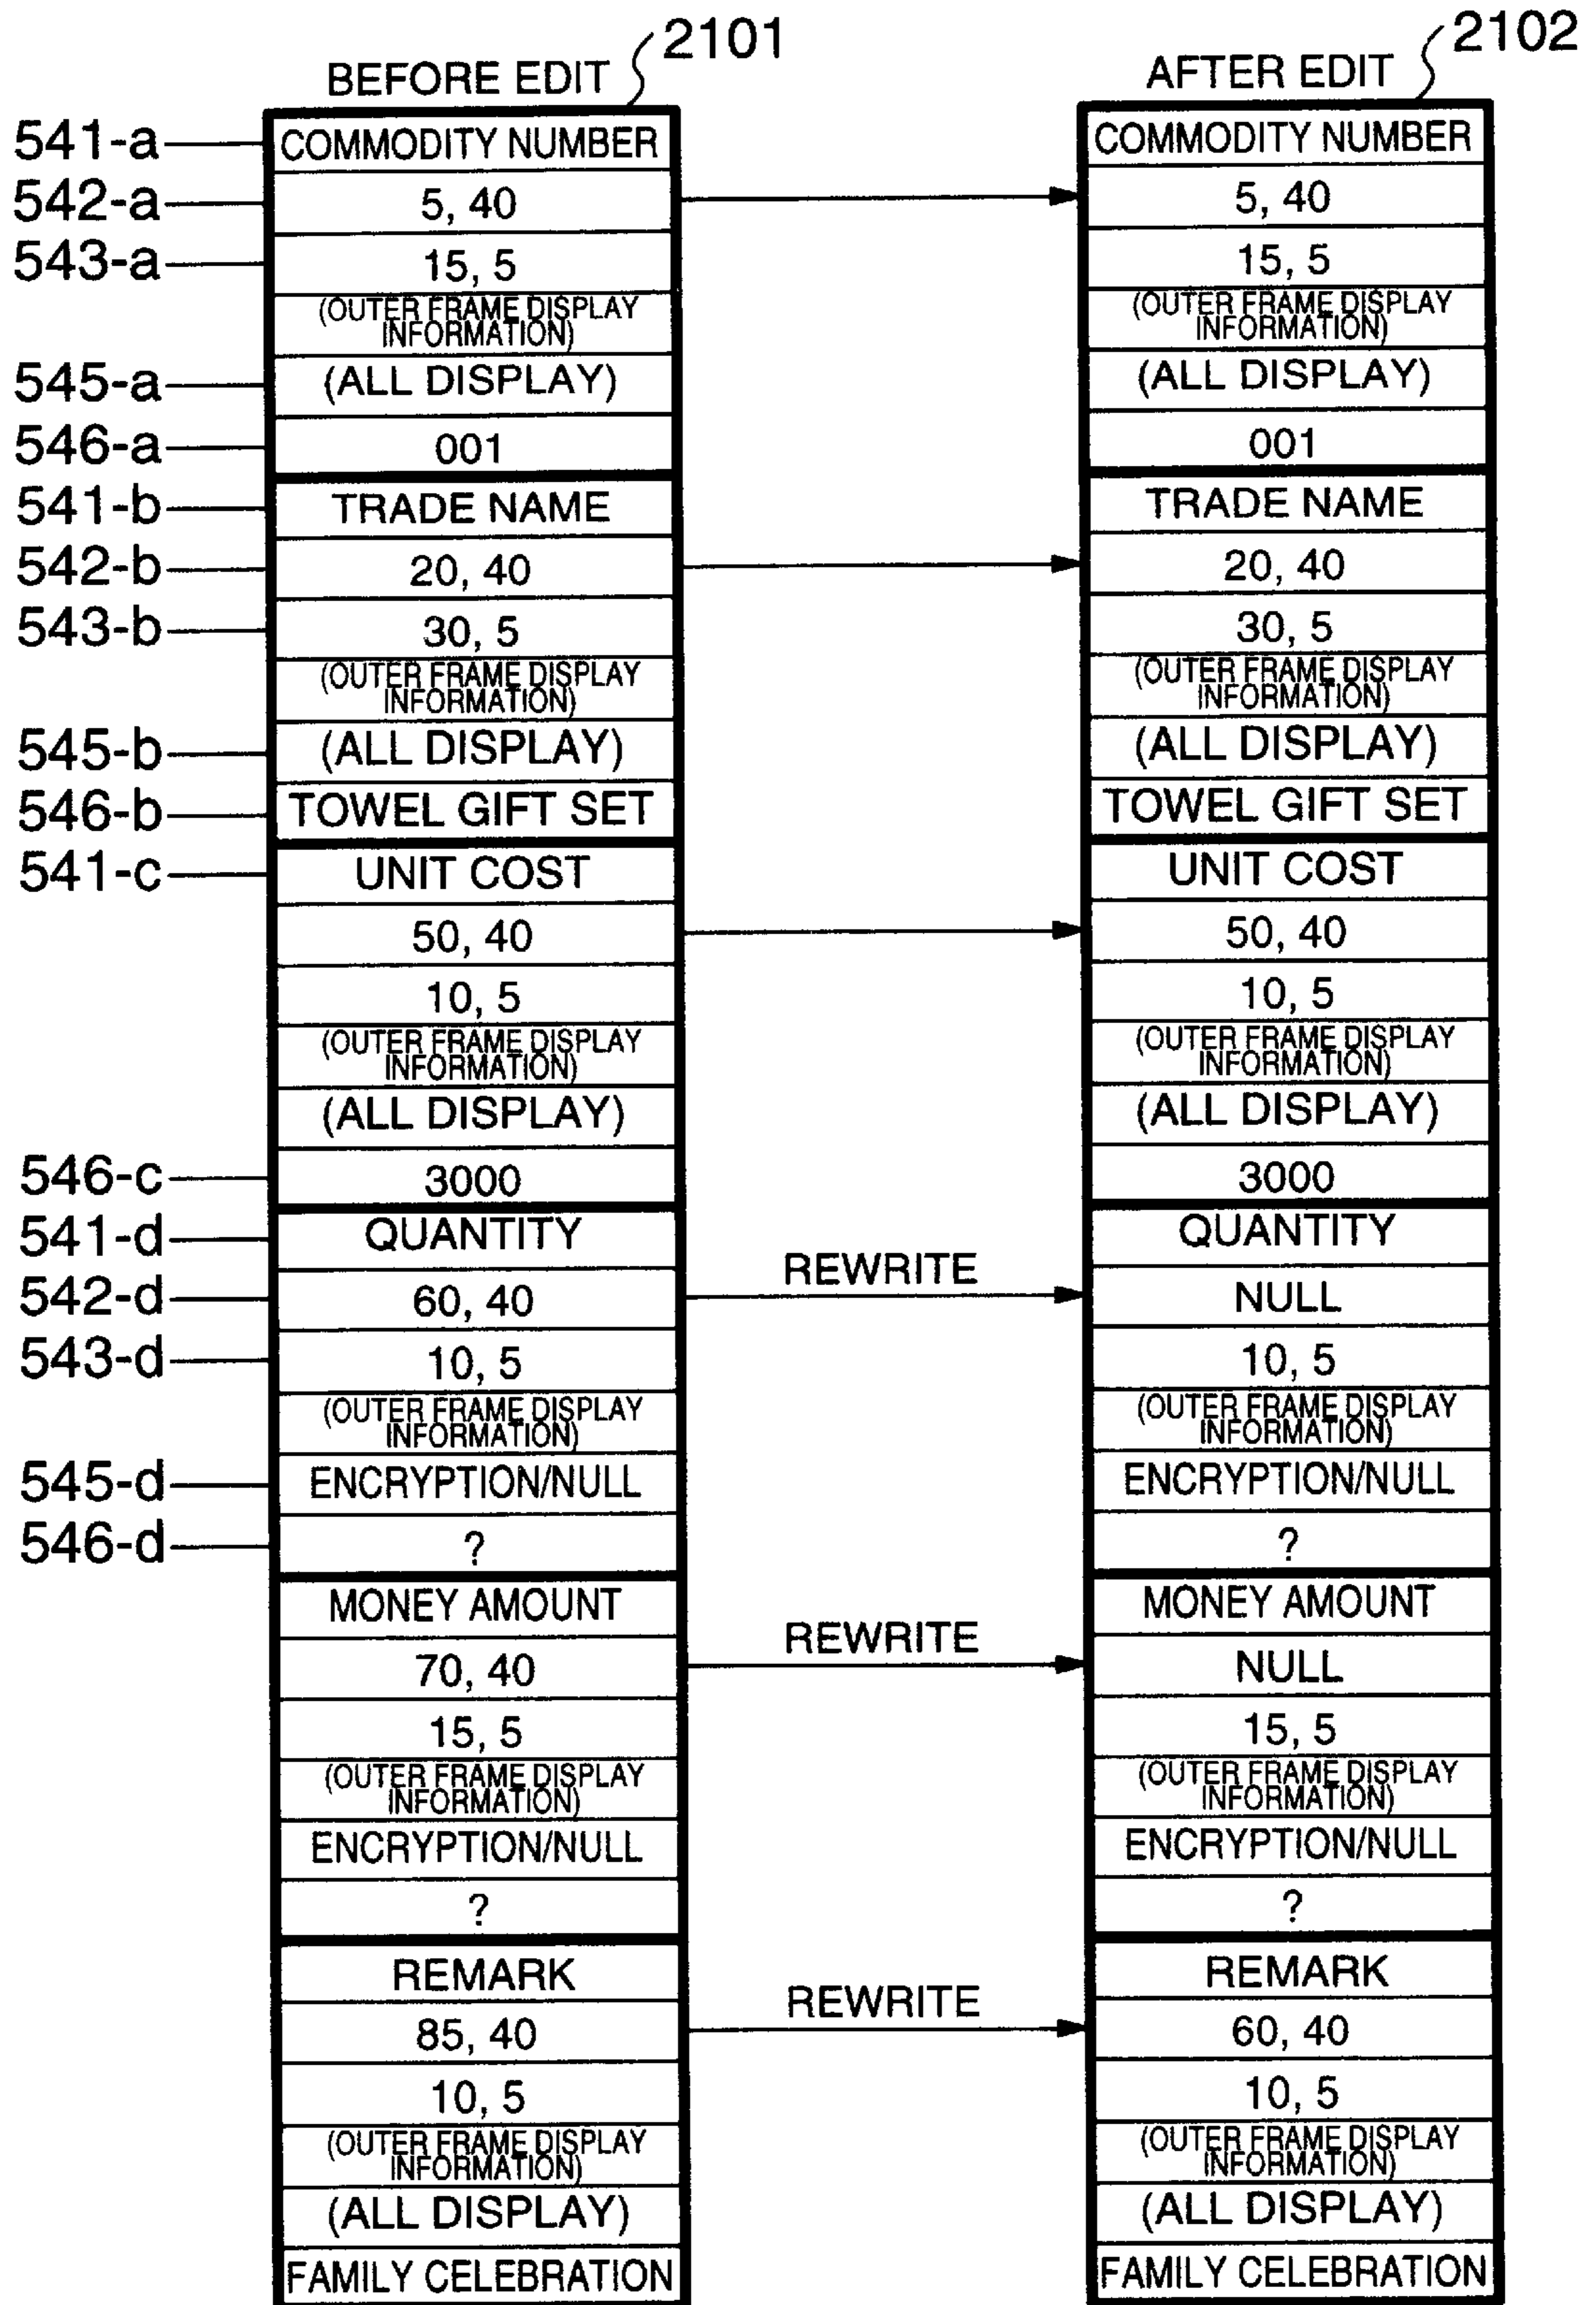 2101
2102
BEFORE EDIT
AFTER EDIT
541-a COMMODITY NUMBER COMMODITY NUMBER
542-a 5, 40 5, 40
543-a 15, 5 15, 5
(OUTER FRAME DISPLAY (OUTER FRAME DISPLAY
INFORMATION) INFORMATION)
545-a (ALL DISPLAY) (ALL DISPLAY)
546-a 001 001
541-b TRADE NAME TRADE NAME
542-b 20, 40 20, 40
543-b 30, 5 30, 5
(OUTER FRAME DISPLAY (OUTER FRAME DISPLAY
INFORMATION) INFORMATION)
545-b (ALL DISPLAY) (ALL DISPLAY)
546-b TOWEL GIFT SET TOWEL GIFT SET
541-c UNIT COST UNIT COST
50, 40 50, 40
10, 5 10, 5
(OUTER FRAME DISPLAY (OUTER FRAME DISPLAY
INFORMATION) INFORMATION)
(ALL DISPLAY) (ALL DISPLAY)
546-c 3000 3000
541-d QUANTITY QUANTITY
542-d 60, 40 REWRITE NULL
543-d 10, 5 10, 5
(OUTER FRAME DISPLAY (OUTER FRAME DISPLAY
INFORMATION) INFORMATION)
545-d ENCRYPTION/NULL ENCRYPTION/NULL
546-d ? ?
MONEY AMOUNT MONEY AMOUNT
70, 40 REWRITE NULL
15, 5 15, 5
(OUTER FRAME DISPLAY (OUTER FRAME DISPLAY
INFORMATION) INFORMATION)
ENCRYPTION/NULL ENCRYPTION/NULL
? ?
REMARK REMARK
85, 40 REWRITE 60, 40
10, 5 10, 5
(OUTER FRAME DISPLAY (OUTER FRAME DISPLAY
INFORMATION) INFORMATION)
(ALL DISPLAY) (ALL DISPLAY)
FAMILY CELEBRATION FAMILY CELEBRATION